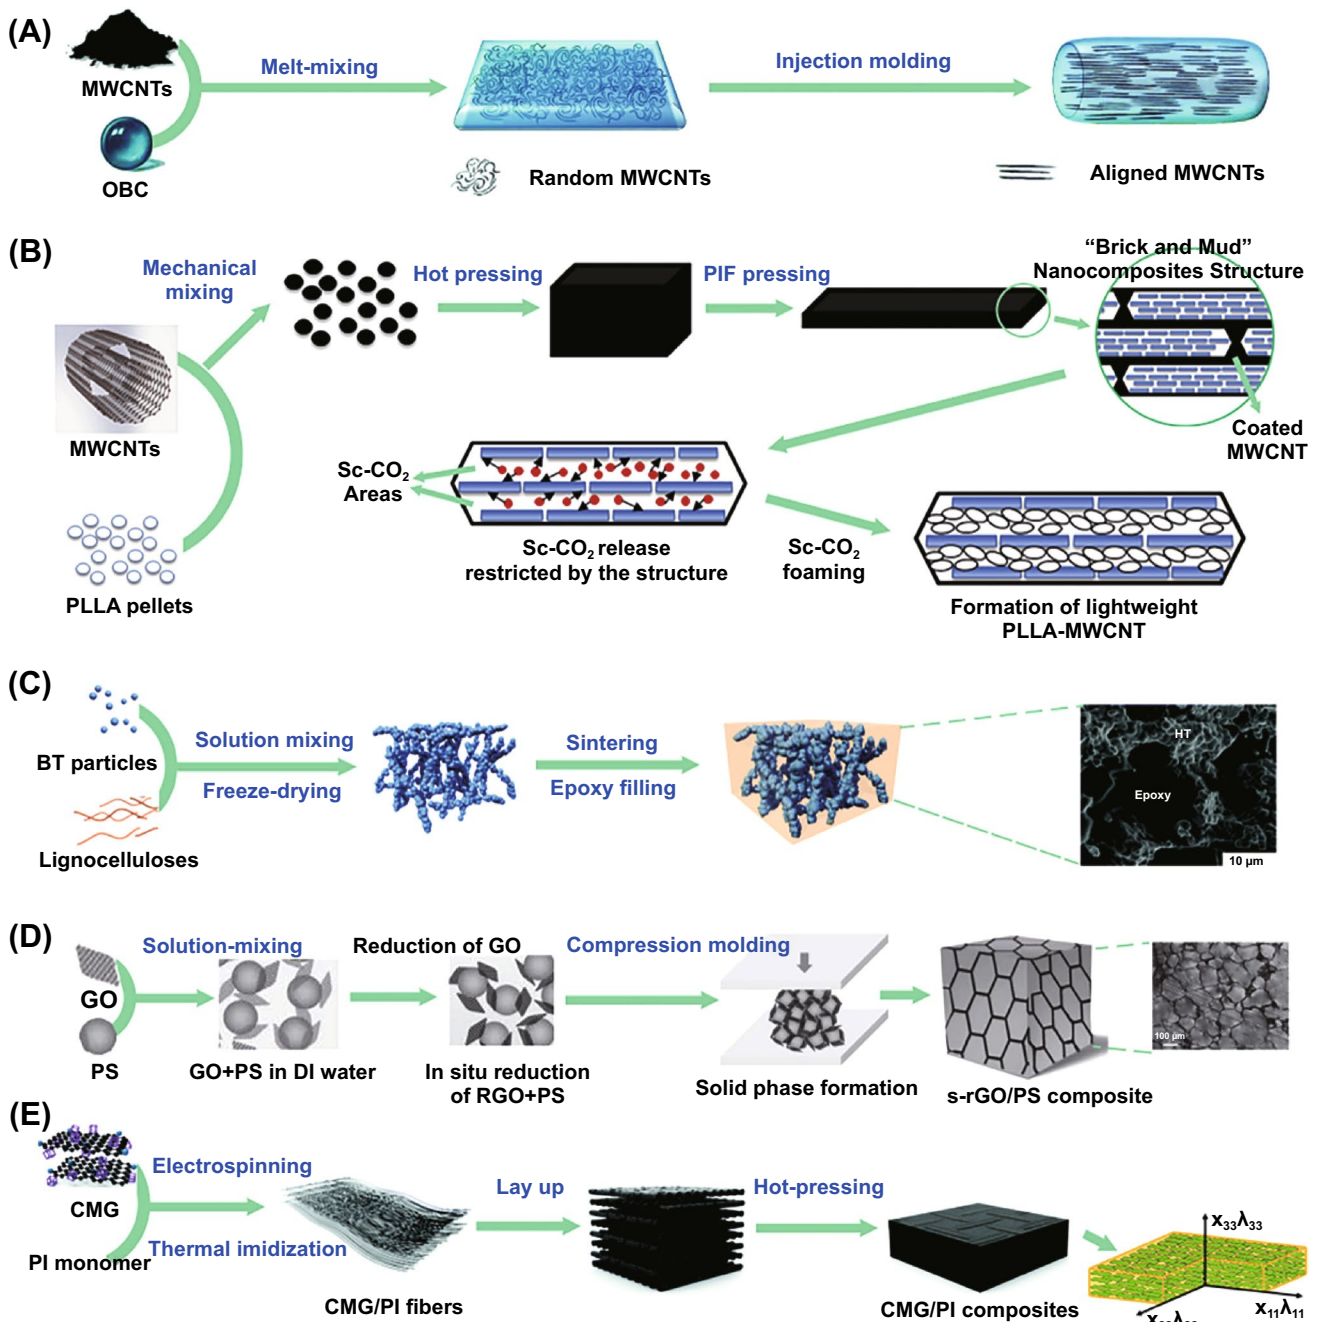 (A)
MWCNTs
OBC
Melt-mixing
Random MWCNTs
Injection molding
Aligned MWCNTs
(B)
Mechanical
mixing
Hot pressing
PIF pressing
“Brick and Mud”
Nanocomposites Structure
MWCNTs
Coated
MWCNT
PLLA pellets
Sc-CO₂
Areas
Sc-CO₂ release
restricted by the structure
Sc-CO₂
foaming
Formation of lightweight
PLLA-MWCNT
(C)
BT particles
Lignocelluloses
Solution mixing
Freeze-drying
Sintering
Epoxy filling
HT
Epoxy
10 μm
(D)
GO
PS
Solution-mixing
GO+PS in DI water
Reduction of GO
In situ reduction
of RGO+PS
Compression molding
Solid phase formation
s-rGO/PS composite
100 μm
(E)
CMG
PI monomer
Electrospinning
Thermal imidization
CMG/PI fibers
Lay up
Hot-pressing
CMG/PI composites
x₃₃λ₃₃
x₁₁λ₁₁